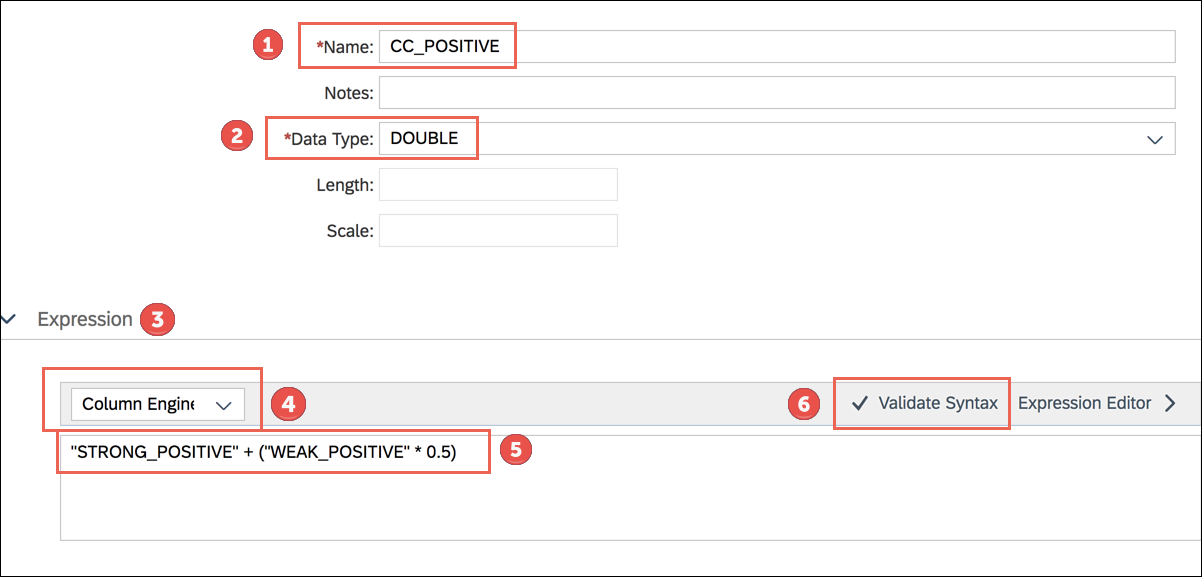 1 *Name: CC_POSITIVE
Notes:
2 *Data Type: DOUBLE
Length:
Scale:
Expression 3
Column Engine 4 6 Validate Syntax Expression Editor
"STRONG_POSITIVE" + ("WEAK_POSITIVE" * 0.5) 5